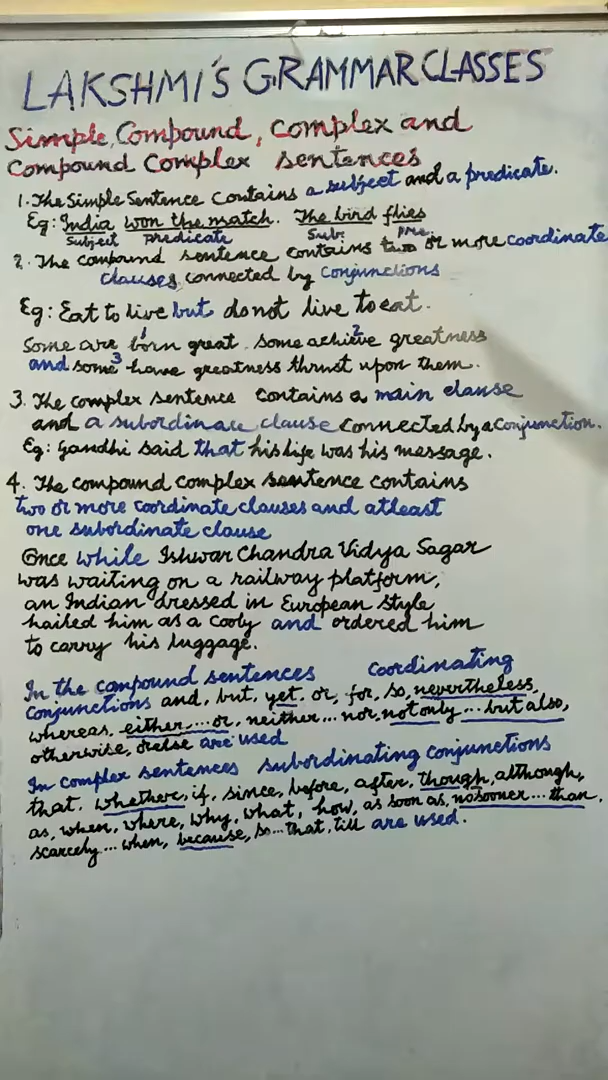 LAKSHMI'S GRAMMAR CLASSES
Simple, Compound, Complex and
Compound Complex sentences
1. The Simple Sentence contains a subject and a predicate.
Eg: India won the match. The bird flies
Subject Predicate Subr. Pre.
2. The compound sentence contains two or more coordinate
clauses connected by conjunctions
Eg: Eat to live but do not live to eat.
1 2
Some are born great. Some achieve greatness
and some 3 have greatness thrust upon them.
3. The complex sentence contains a main clause
and a subordinate clause connected by a conjunction.
Eg: Gandhi said that his life was his message.
4. The compound complex sentence contains
two or more coordinate clauses and atleast
one subordinate clause
Once while Ishwar Chandra Vidya Sagar
was waiting on a railway platform,
an Indian dressed in European style
hailed him as a Cooly and ordered him
to carry his luggage.
In the compound sentences Coordinating
conjunctions and, but, yet, or, for, so, nevertheless,
whereas, either...or, neither... nor, not only ... but also,
otherwise, orelse are used
In complex sentences subordinating conjunctions
that, whether, if, since, before, after, though, although,
as, when, where, why, what, how, as soon as, nosooner... than,
scarcely... when, because, so... that, till are used.